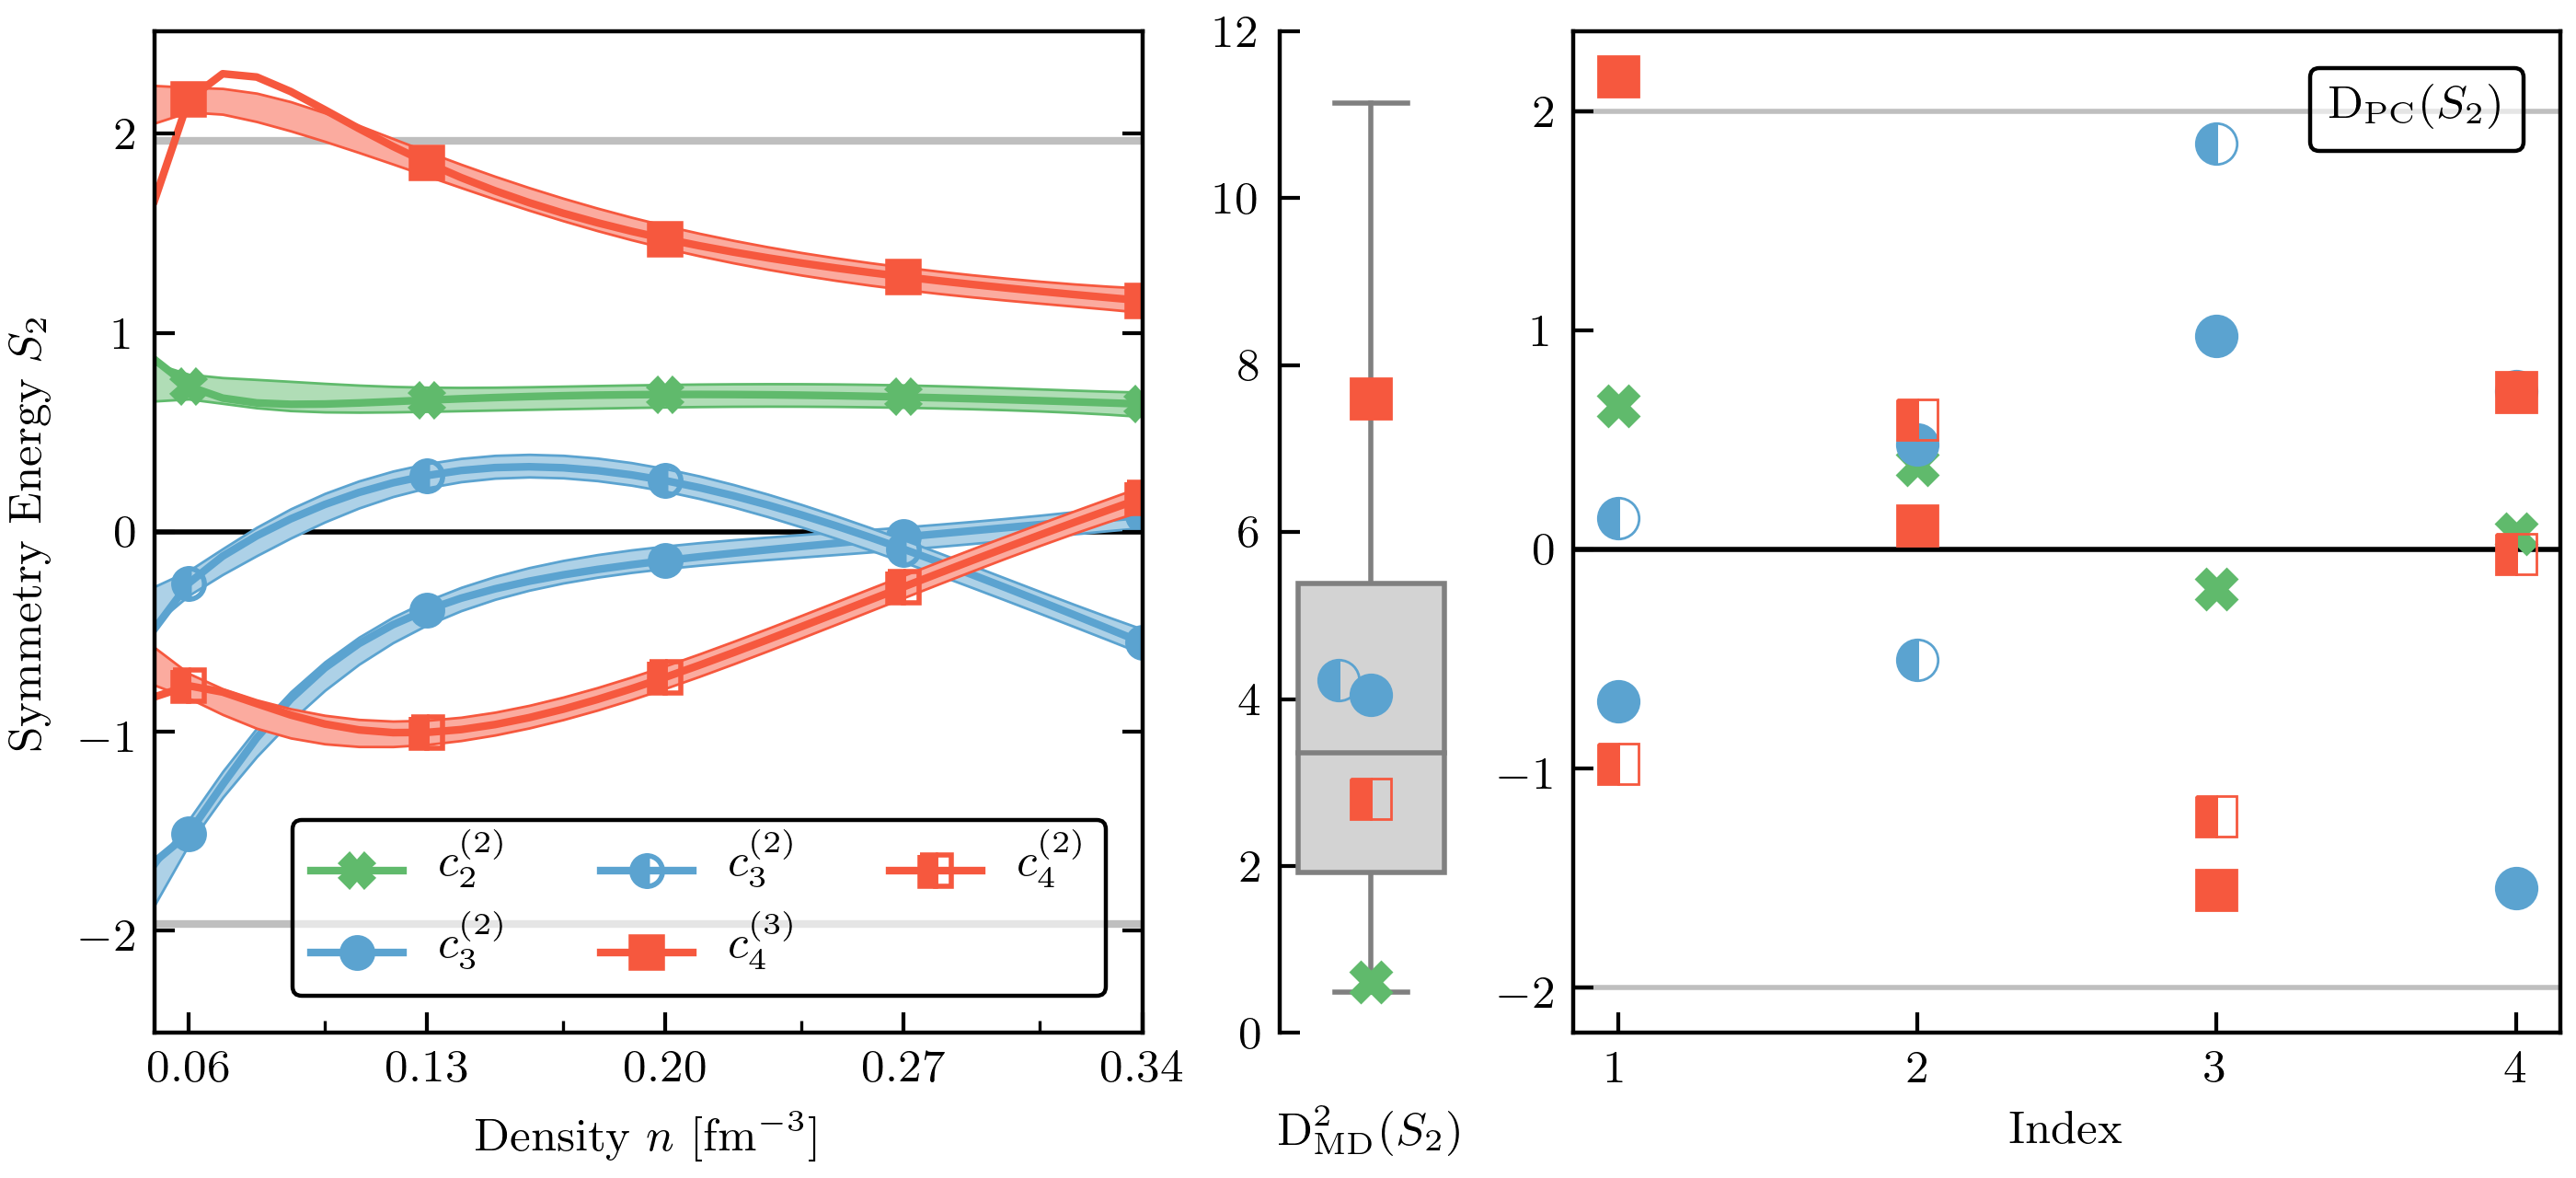 Symmetry Energy S₂
2
1
0
−1
−2
0.06 0.13 0.20 0.27 0.34
Density n [fm⁻³]
c₂⁽²⁾ c₃⁽²⁾ c₄⁽²⁾
c₃⁽²⁾ c₄⁽³⁾
12
10
8
6
4
2
0
D²_MD(S₂)
D_PC(S₂)
2
1
0
−1
−2
1 2 3 4
Index